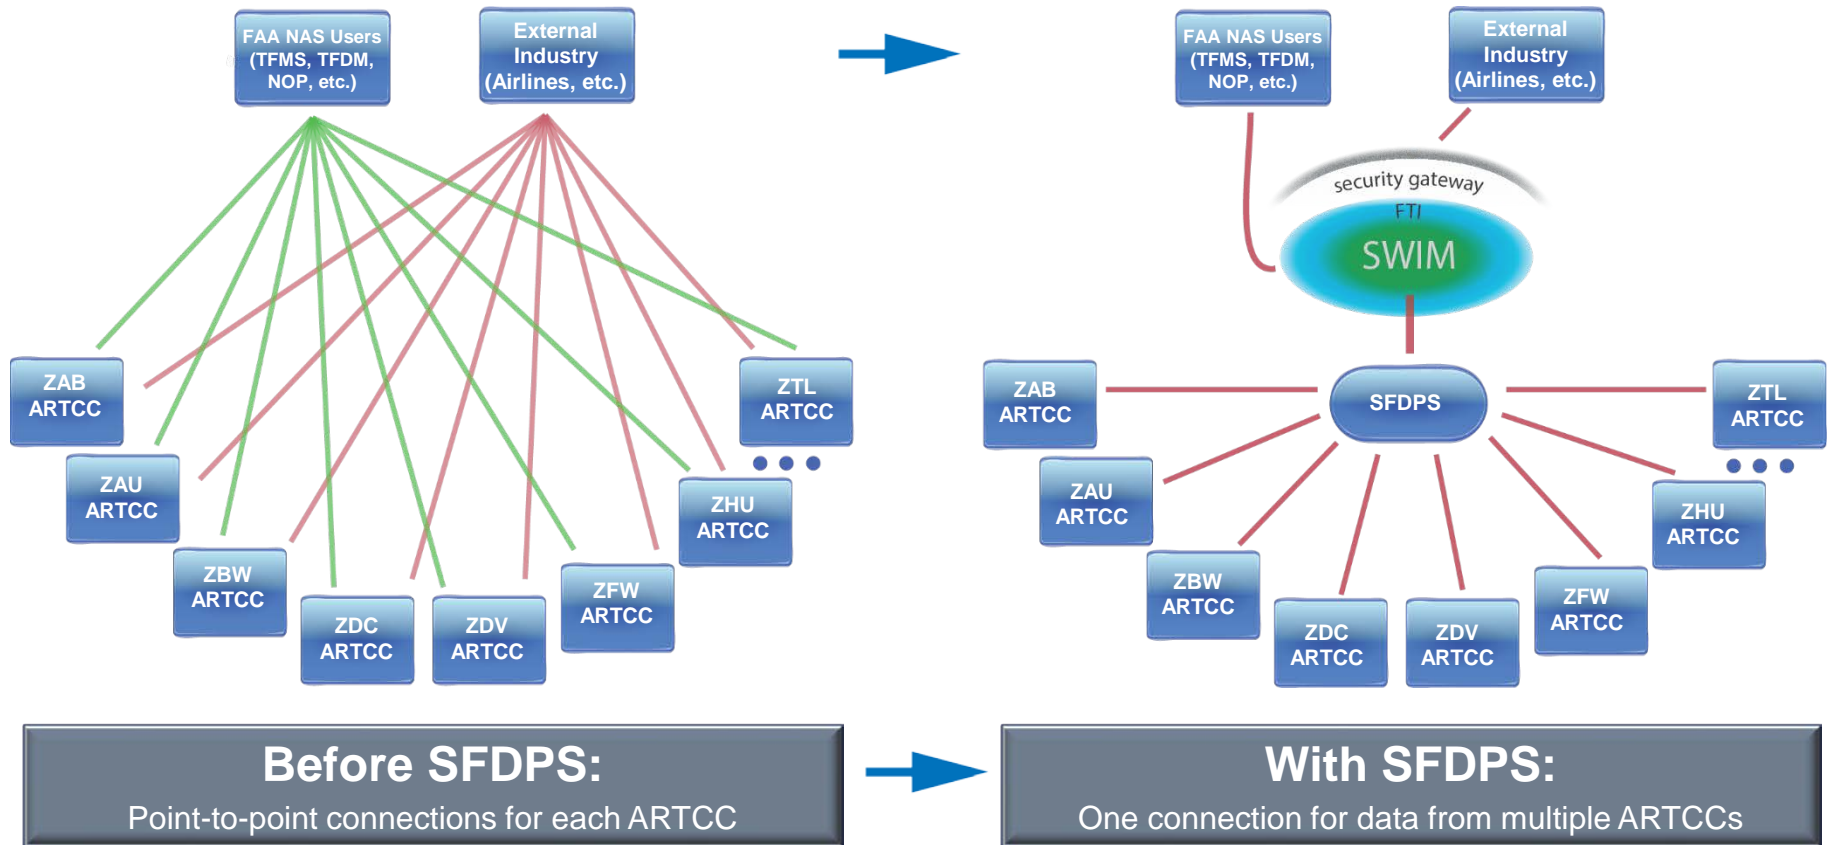 FAA NAS Users
(TFMS, TFDM,
NOP, etc.)
External
Industry
(Airlines, etc.)
ZAB
ARTCC
ZAU
ARTCC
ZBW
ARTCC
ZDC
ARTCC
ZDV
ARTCC
ZFW
ARTCC
ZHU
ARTCC
ZTL
ARTCC
Before SFDPS:
Point-to-point connections for each ARTCC
FAA NAS Users
(TFMS, TFDM,
NOP, etc.)
External
Industry
(Airlines, etc.)
security gateway
FTI
SWIM
SFDPS
ZAB
ARTCC
ZAU
ARTCC
ZBW
ARTCC
ZDC
ARTCC
ZDV
ARTCC
ZFW
ARTCC
ZHU
ARTCC
ZTL
ARTCC
With SFDPS:
One connection for data from multiple ARTCCs